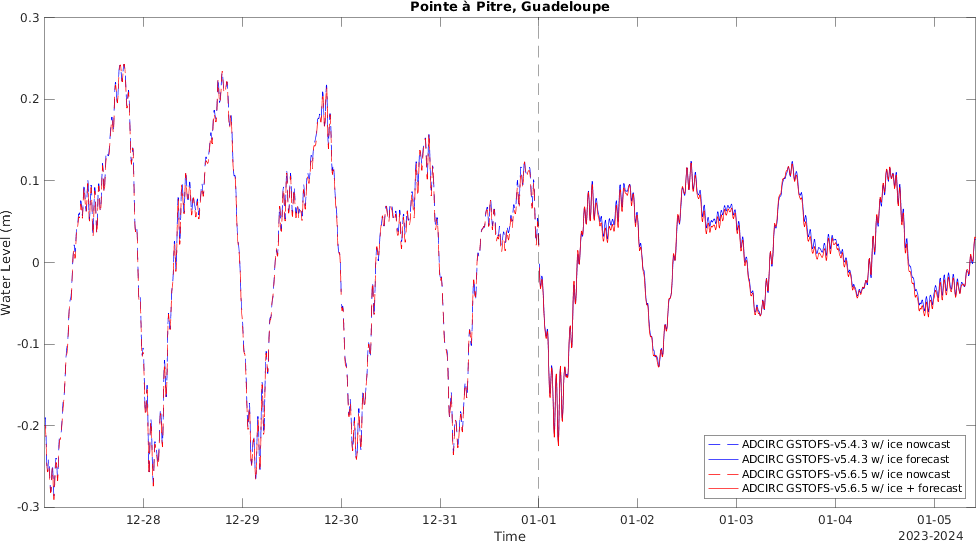 Pointe à Pitre, Guadeloupe
0.3
0.2
0.1
0
-0.1
-0.2
-0.3
Water Level (m)
12-28
12-29
12-30
12-31
01-01
01-02
01-03
01-04
01-05
Time
2023-2024
ADCIRC GSTOFS-v5.4.3 w/ ice nowcast
ADCIRC GSTOFS-v5.4.3 w/ ice forecast
ADCIRC GSTOFS-v5.6.5 w/ ice nowcast
ADCIRC GSTOFS-v5.6.5 w/ ice + forecast